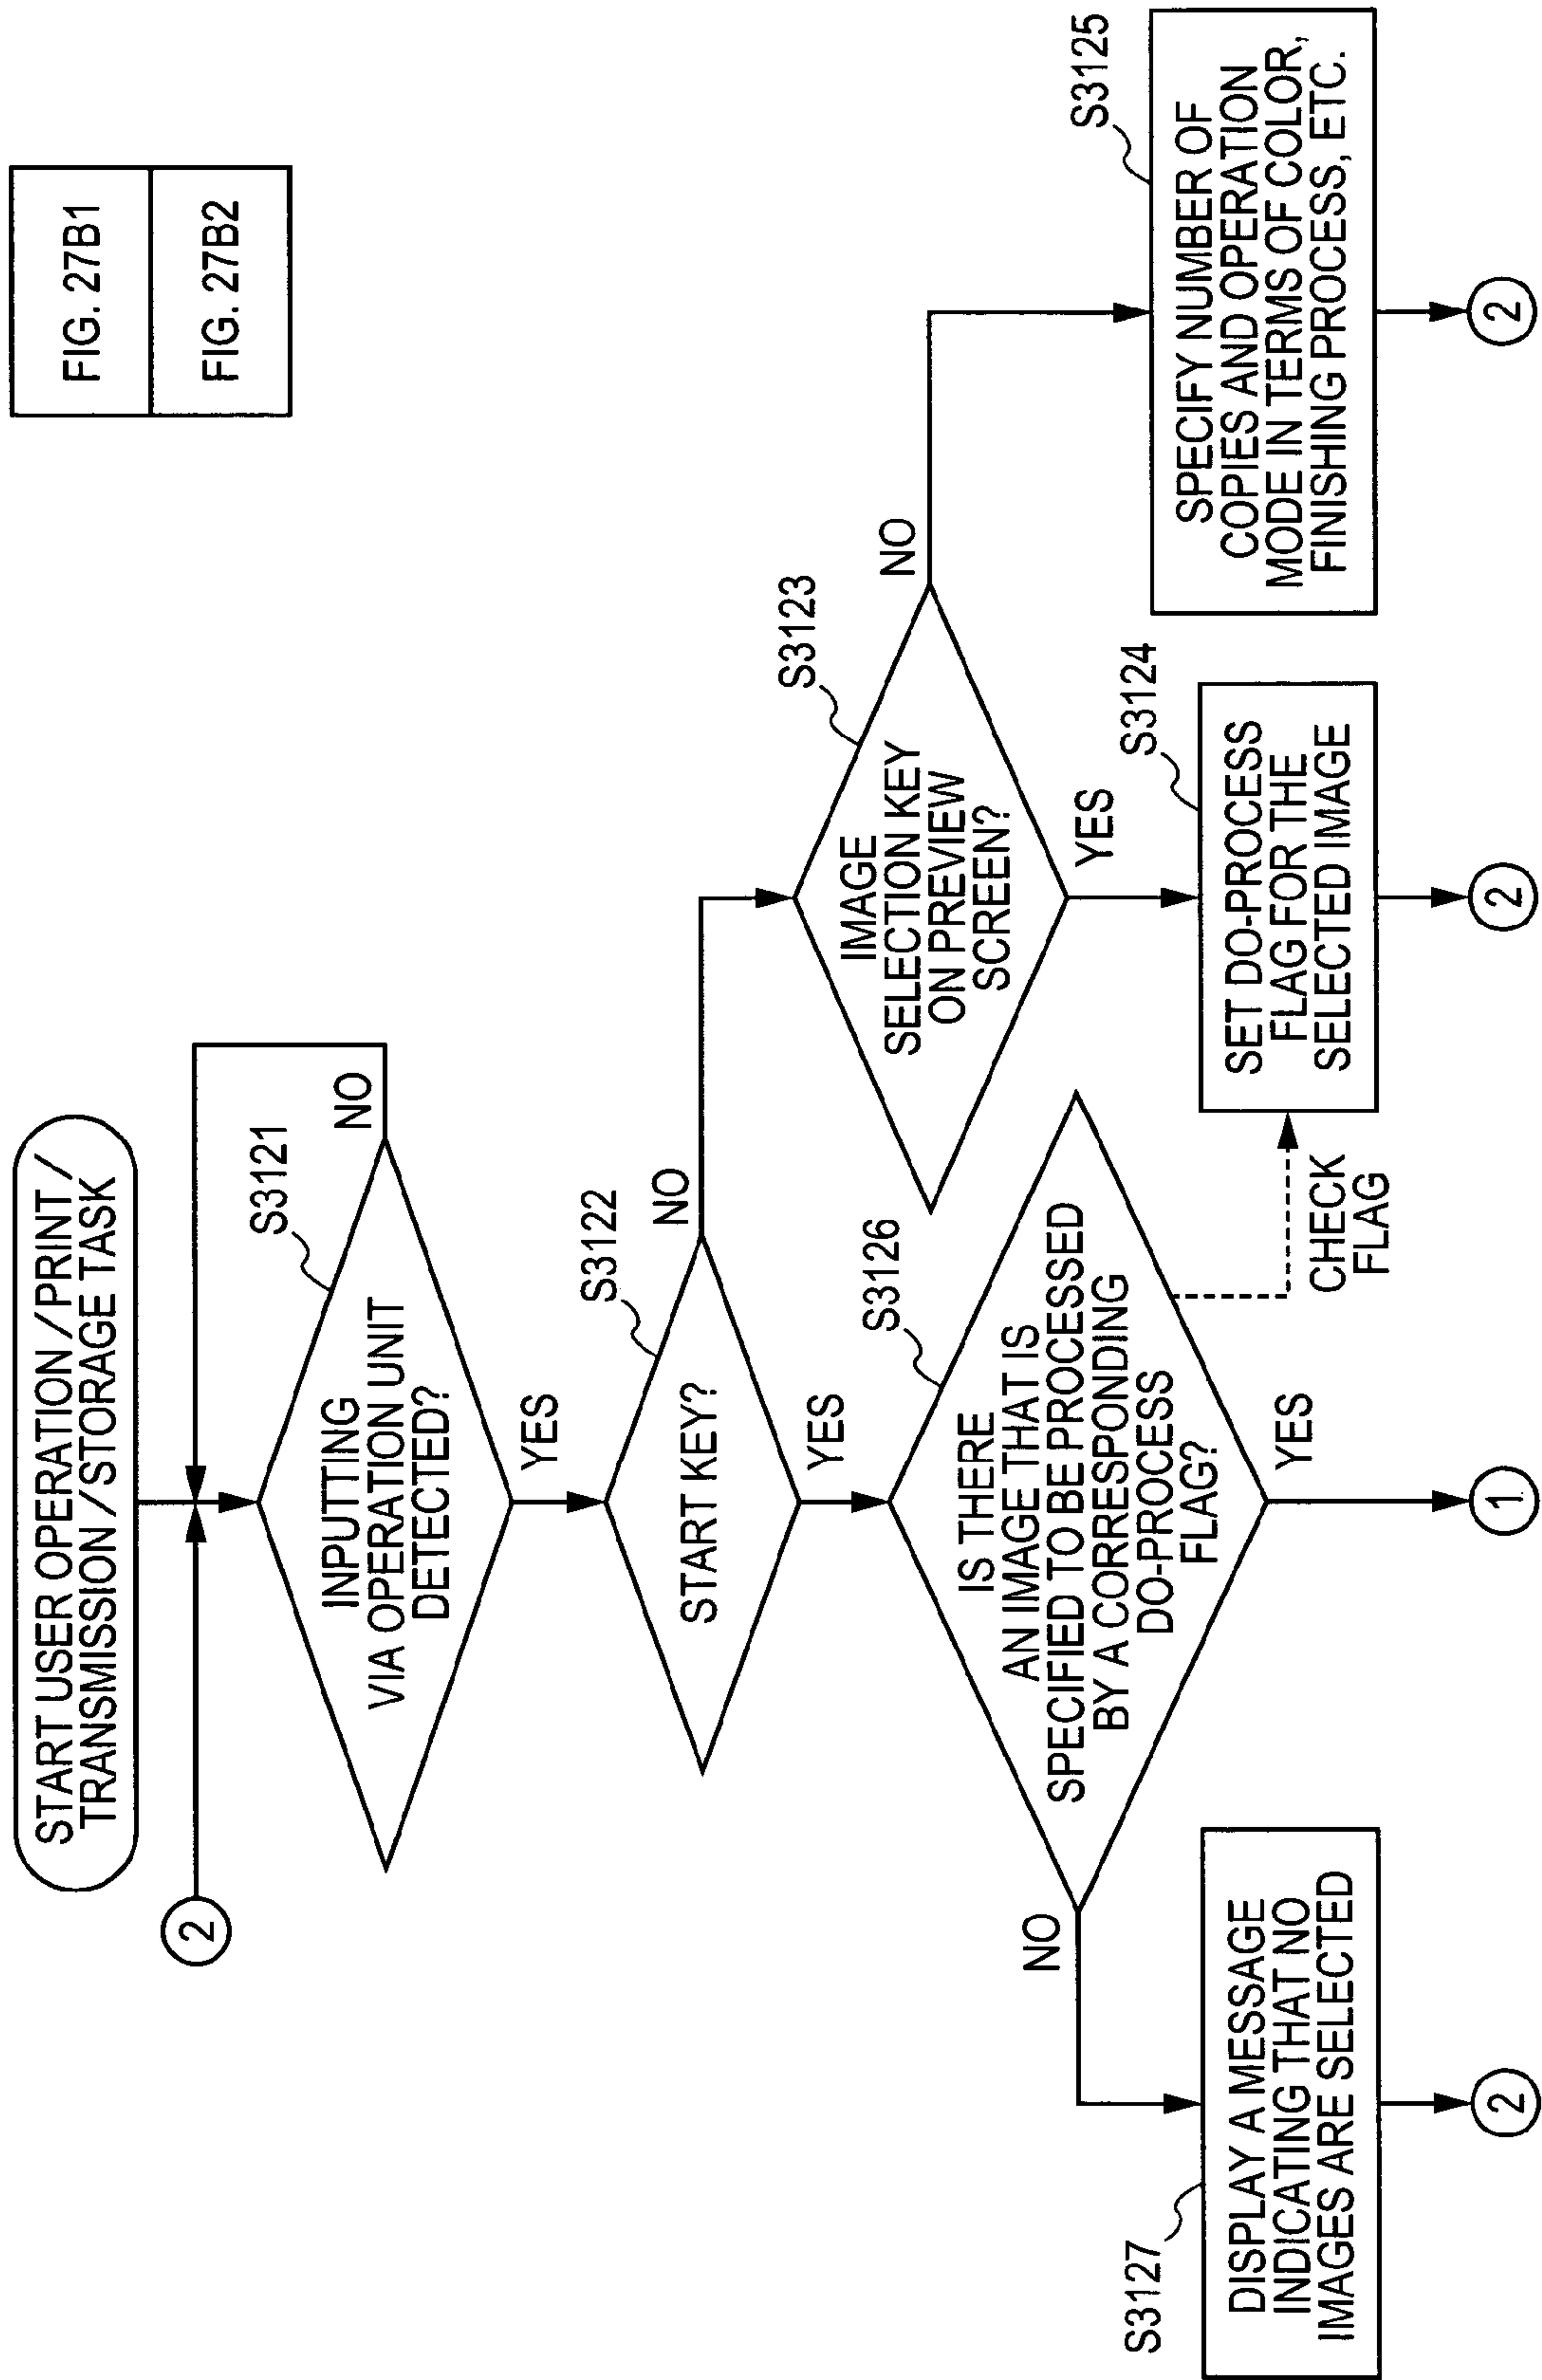 FIG. 27B1
FIG. 27B2
START USER OPERATION /PRINT/
TRANSMISSION/STORAGE TASK
2
S3121
INPUTTING
VIA OPERATION UNIT
DETECTED?
NO
YES
S3122
START KEY?
NO
YES
S3123
IMAGE
SELECTION KEY
ON PREVIEW
SCREEN?
NO
YES
S3126
IS THERE
AN IMAGE THAT IS
SPECIFIED TO BE PROCESSED
BY A CORRESPONDING
DO-PROCESS
FLAG?
NO
YES
CHECK
FLAG
S3127
DISPLAY A MESSAGE
INDICATING THAT NO
IMAGES ARE SELECTED
S3124
SET DO-PROCESS
FLAG FOR THE
SELECTED IMAGE
S3125
SPECIFY NUMBER OF
COPIES AND OPERATION
MODE IN TERMS OF COLOR,
FINISHING PROCESS, ETC.
2
1
2
2